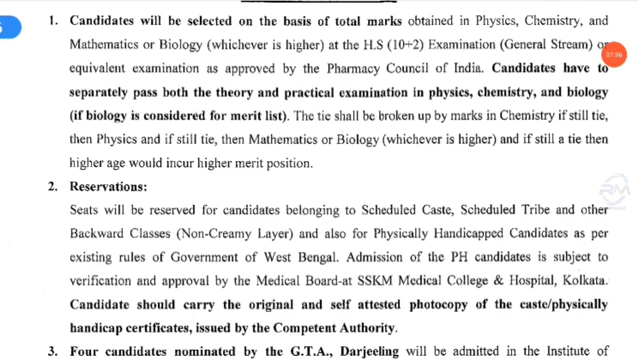 1. Candidates will be selected on the basis of total marks obtained in Physics, Chemistry, and
Mathematics or Biology (whichever is higher) at the H.S (10+2) Examination (General Stream) or
equivalent examination as approved by the Pharmacy Council of India. Candidates have to
separately pass both the theory and practical examination in physics, chemistry, and biology
(if biology is considered for merit list). The tie shall be broken up by marks in Chemistry if still tie,
then Physics and if still tie, then Mathematics or Biology (whichever is higher) and if still a tie then
higher age would incur higher merit position.
RM
2. Reservations:
Seats will be reserved for candidates belonging to Scheduled Caste, Scheduled Tribe and other
Backward Classes (Non-Creamy Layer) and also for Physically Handicapped Candidates as per
existing rules of Government of West Bengal. Admission of the PH candidates is subject to
verification and approval by the Medical Board-at SSKM Medical College & Hospital, Kolkata.
Candidate should carry the original and self attested photocopy of the caste/physically
handicap certificates, issued by the Competent Authority.
3. Four candidates nominated by the G.T.A., Darjeeling will be admitted in the Institute of